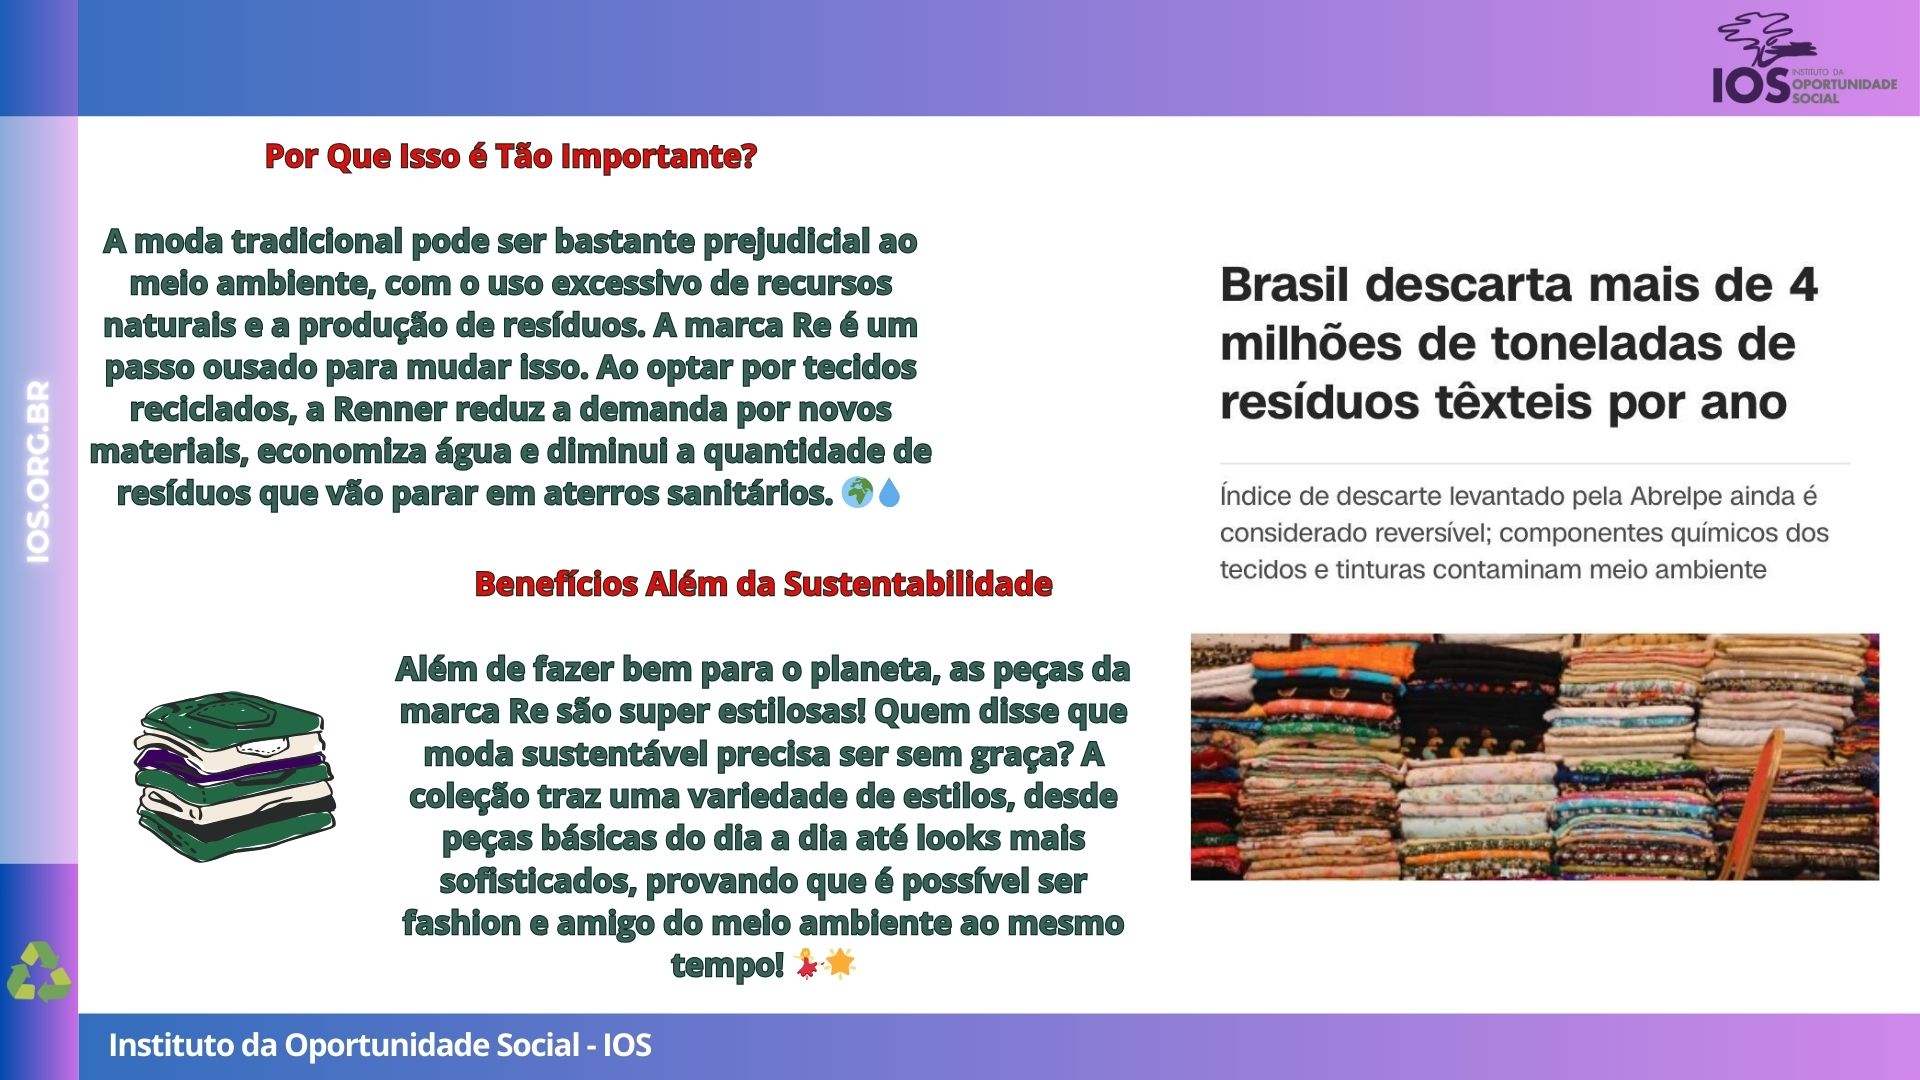 IOS INSTITUTO DA
OPORTUNIDADE
SOCIAL
IOS.ORG.BR
Por Que Isso é Tão Importante?
A moda tradicional pode ser bastante prejudicial ao
meio ambiente, com o uso excessivo de recursos
naturais e a produção de resíduos. A marca Re é um
passo ousado para mudar isso. Ao optar por tecidos
reciclados, a Renner reduz a demanda por novos
materiais, economiza água e diminui a quantidade de
resíduos que vão parar em aterros sanitários. 🌍💧
Benefícios Além da Sustentabilidade
Além de fazer bem para o planeta, as peças da
marca Re são super estilosas! Quem disse que
moda sustentável precisa ser sem graça? A
coleção traz uma variedade de estilos, desde
peças básicas do dia a dia até looks mais
sofisticados, provando que é possível ser
fashion e amigo do meio ambiente ao mesmo
tempo! 💃🌟
Brasil descarta mais de 4
milhões de toneladas de
resíduos têxteis por ano
Índice de descarte levantado pela Abrelpe ainda é
considerado reversível; componentes químicos dos
tecidos e tinturas contaminam meio ambiente
Instituto da Oportunidade Social - IOS